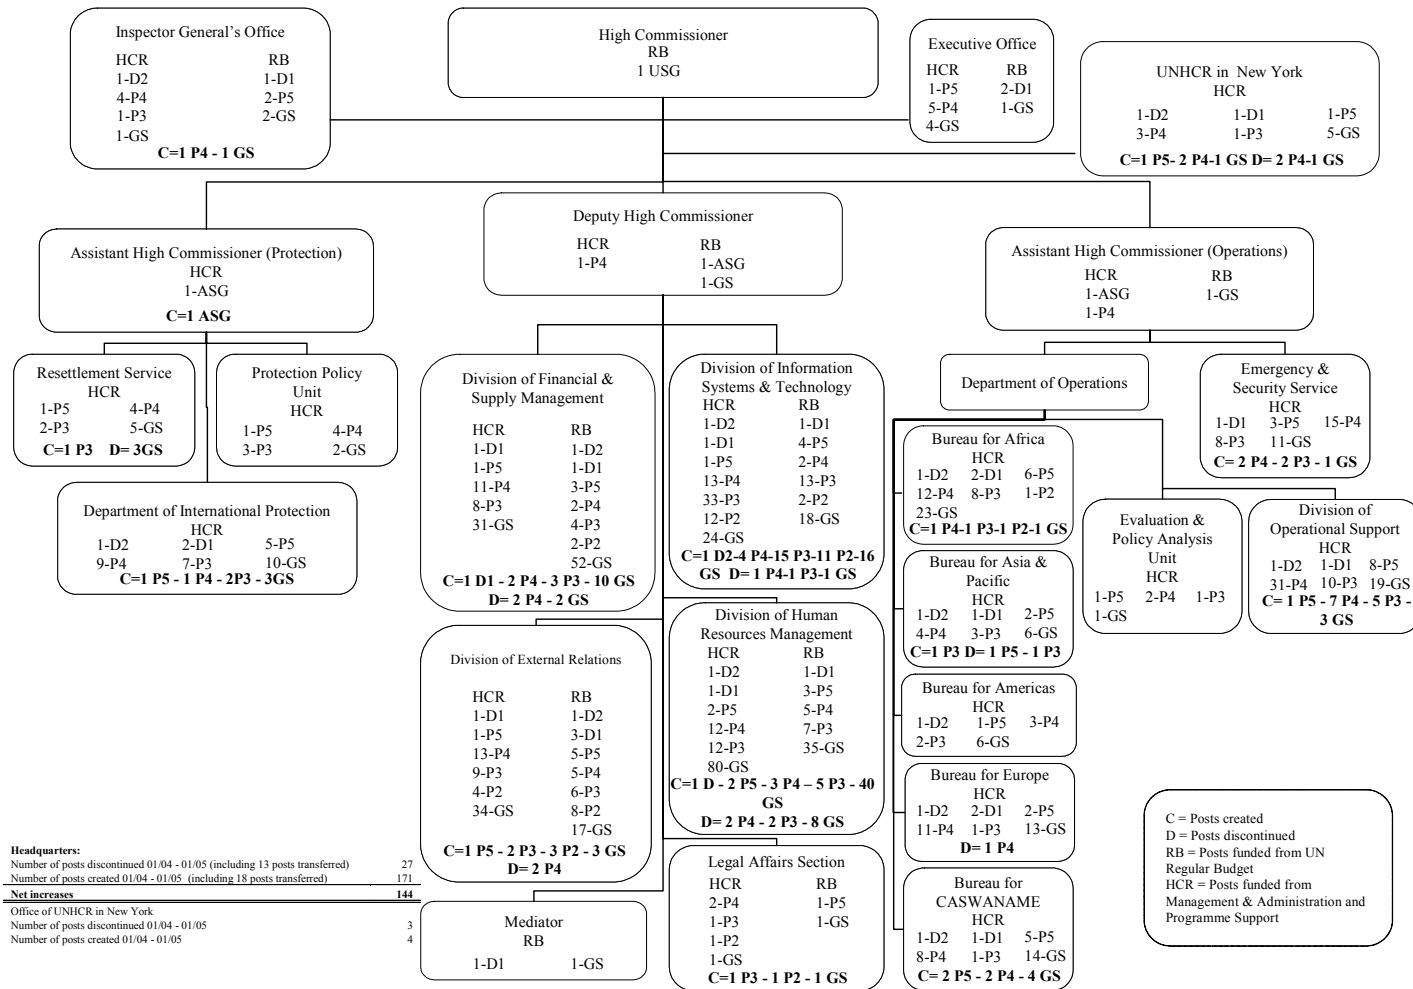 Inspector General's Office
HCR RB
1-D2 1-D1
4-P4 2-P5
1-P3 2-GS
1-GS
C=1 P4 - 1 GS
High Commissioner
RB
1 USG
Executive Office
HCR RB
1-P5 2-D1
5-P4 1-GS
4-GS
UNHCR in New York
HCR
1-D2 1-D1 1-P5
3-P4 1-P3 5-GS
C=1 P5- 2 P4-1 GS D= 2 P4-1 GS
Assistant High Commissioner (Protection)
HCR
1-ASG
C=1 ASG
Deputy High Commissioner
HCR RB
1-P4 1-ASG
1-GS
Assistant High Commissioner (Operations)
HCR RB
1-ASG 1-GS
1-P4
Resettlement Service
HCR
1-P5 4-P4
2-P3 5-GS
C=1 P3 D= 3GS
Protection Policy
Unit
HCR
1-P5 4-P4
3-P3 2-GS
Department of International Protection
HCR
1-D2 2-D1 5-P5
9-P4 7-P3 10-GS
C=1 P5 - 1 P4 - 2P3 - 3GS
Division of Financial &
Supply Management
HCR RB
1-D1 1-D2
1-P5 1-D1
11-P4 3-P5
8-P3 2-P4
31-GS 4-P3
2-P2
52-GS
C=1 D1 - 2 P4 - 3 P3 - 10 GS
D= 2 P4 - 2 GS
Division of Information
Systems & Technology
HCR RB
1-D2 1-D1
1-D1 4-P5
1-P5 2-P4
13-P4 13-P3
33-P3 2-P2
12-P2 18-GS
24-GS
C=1 D2-4 P4-15 P3-11 P2-16
GS D= 1 P4-1 P3-1 GS
Division of External Relations
HCR RB
1-D1 1-D2
1-P5 3-D1
13-P4 5-P5
9-P3 5-P4
4-P2 6-P3
34-GS 8-P2
17-GS
C=1 P5 - 2 P3 - 3 P2 - 3 GS
D= 2 P4
Division of Human
Resources Management
HCR RB
1-D2 1-D1
1-D1 3-P5
2-P5 5-P4
12-P4 7-P3
12-P3 35-GS
80-GS
C=1 D - 2 P5 - 3 P4 – 5 P3 - 40
GS
D= 2 P4 - 2 P3 - 8 GS
Mediator
RB
1-D1 1-GS
Legal Affairs Section
HCR RB
2-P4 1-P5
1-P3 1-GS
1-P2
1-GS
C=1 P3 - 1 P2 - 1 GS
Department of Operations
Emergency &
Security Service
HCR
1-D1 3-P5 15-P4
8-P3 11-GS
C= 2 P4 - 2 P3 - 1 GS
Bureau for Africa
HCR
1-D2 2-D1 6-P5
12-P4 8-P3 1-P2
23-GS
C=1 P4-1 P3-1 P2-1 GS
Bureau for Asia &
Pacific
HCR
1-D2 1-D1 2-P5
4-P4 3-P3 6-GS
C=1 P3 D= 1 P5 - 1 P3
Bureau for Americas
HCR
1-D2 1-P5 3-P4
2-P3 6-GS
Bureau for Europe
HCR
1-D2 2-D1 2-P5
11-P4 1-P3 13-GS
D= 1 P4
Bureau for
CASWANAME
HCR
1-D2 1-D1 5-P5
8-P4 1-P3 14-GS
C= 2 P5 - 2 P4 - 4 GS
Evaluation &
Policy Analysis
Unit
HCR
1-P5 2-P4 1-P3
1-GS
Division of
Operational Support
HCR
1-D2 1-D1 8-P5
31-P4 10-P3 19-GS
C= 1 P5 - 7 P4 - 5 P3 -
3 GS
Headquarters:
Number of posts discontinued 01/04 - 01/05 (including 13 posts transferred) 27
Number of posts created 01/04 - 01/05 (including 18 posts transferred) 171
Net increases 144
Office of UNHCR in New York
Number of posts discontinued 01/04 - 01/05 3
Number of posts created 01/04 - 01/05 4
C = Posts created
D = Posts discontinued
RB = Posts funded from UN
Regular Budget
HCR = Posts funded from
Management & Administration and
Programme Support